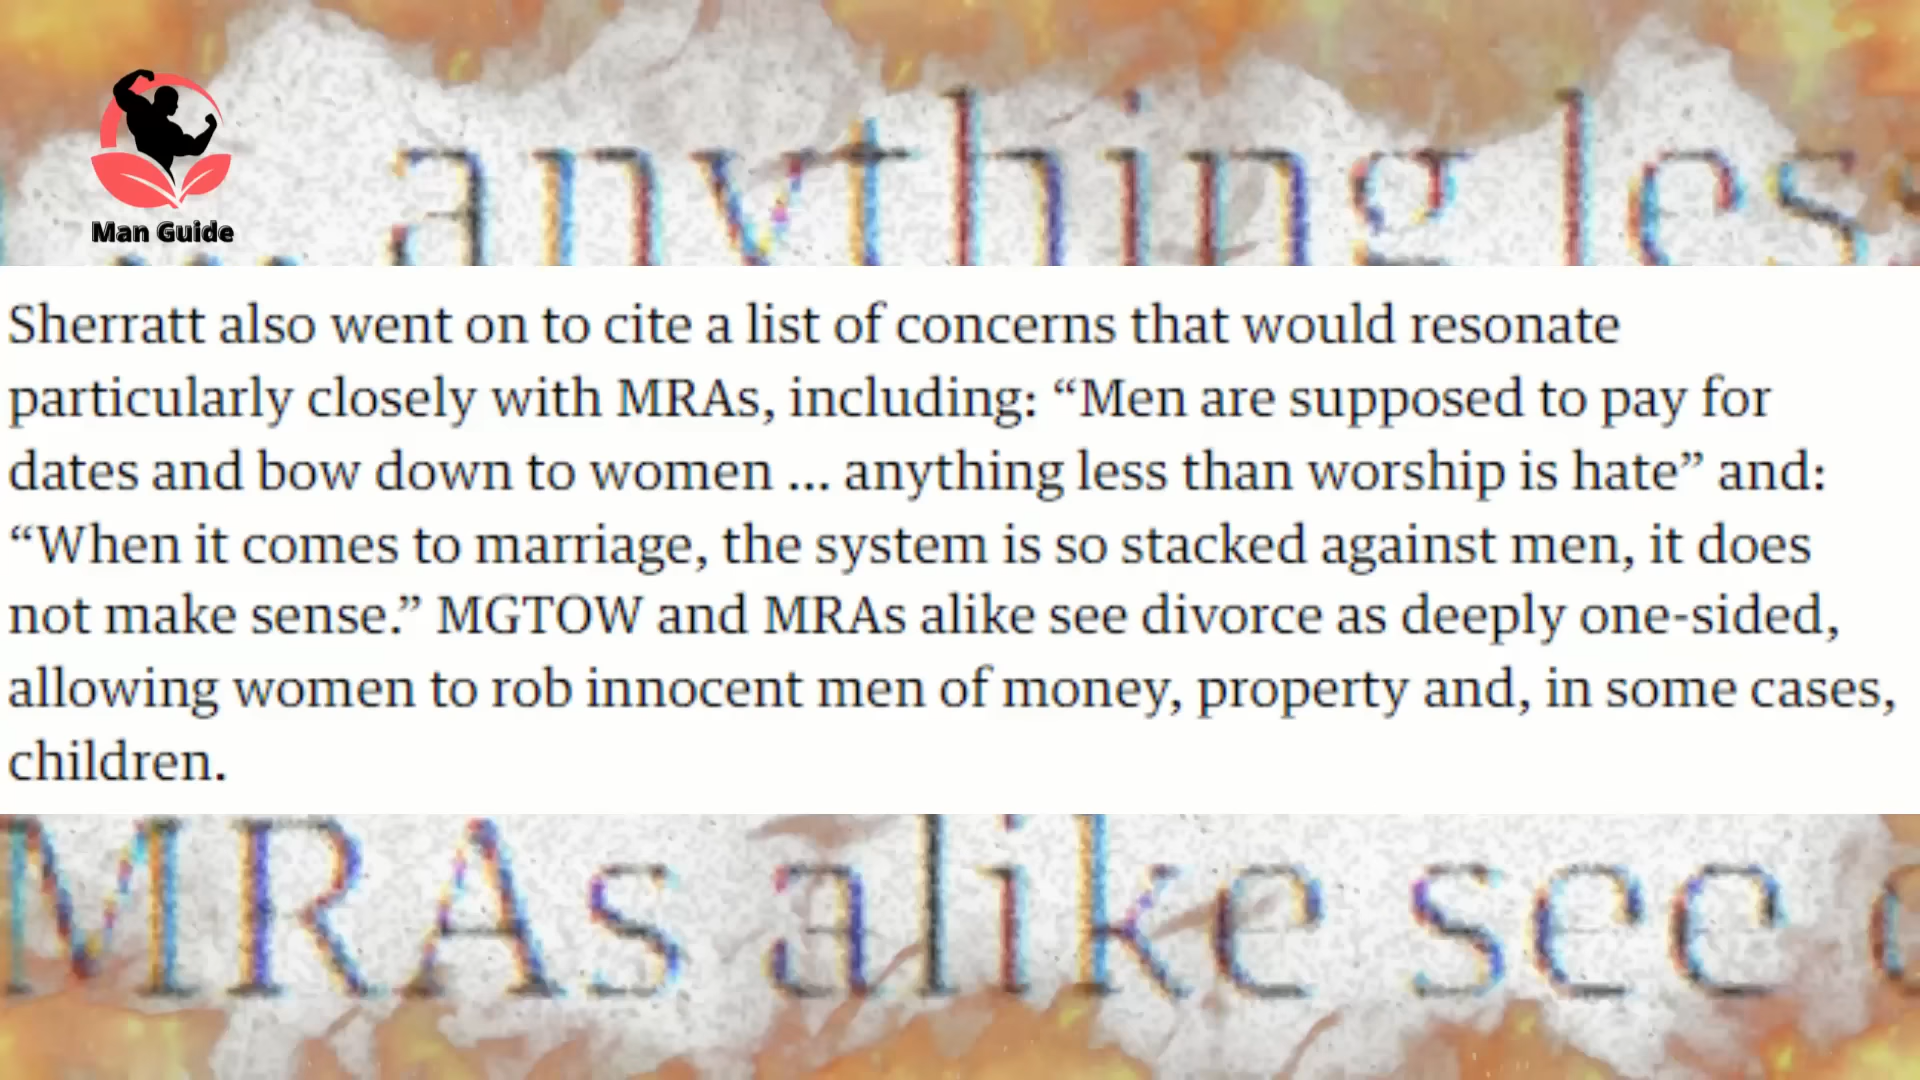 anything les
Man Guide
Sherratt also went on to cite a list of concerns that would resonate
particularly closely with MRAs, including: “Men are supposed to pay for
dates and bow down to women ... anything less than worship is hate” and:
“When it comes to marriage, the system is so stacked against men, it does
not make sense.” MGTOW and MRAs alike see divorce as deeply one-sided,
allowing women to rob innocent men of money, property and, in some cases,
children.
MRAs alike see